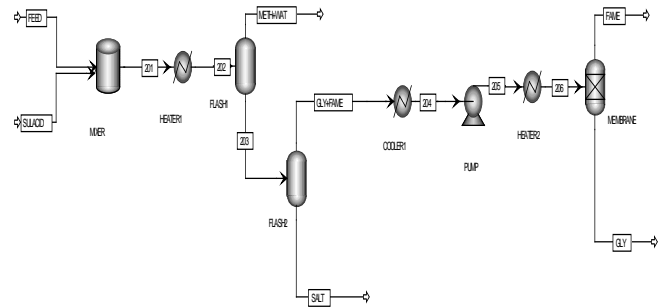 FEED
METH+WAT
FAME
201
202
205
206
GLY+FAME
204
SULACID
MIXER
HEATER1
FLASH1
203
COOLER1
PUMP
HEATER2
MEMBRANE
FLASH2
GLY
SALT